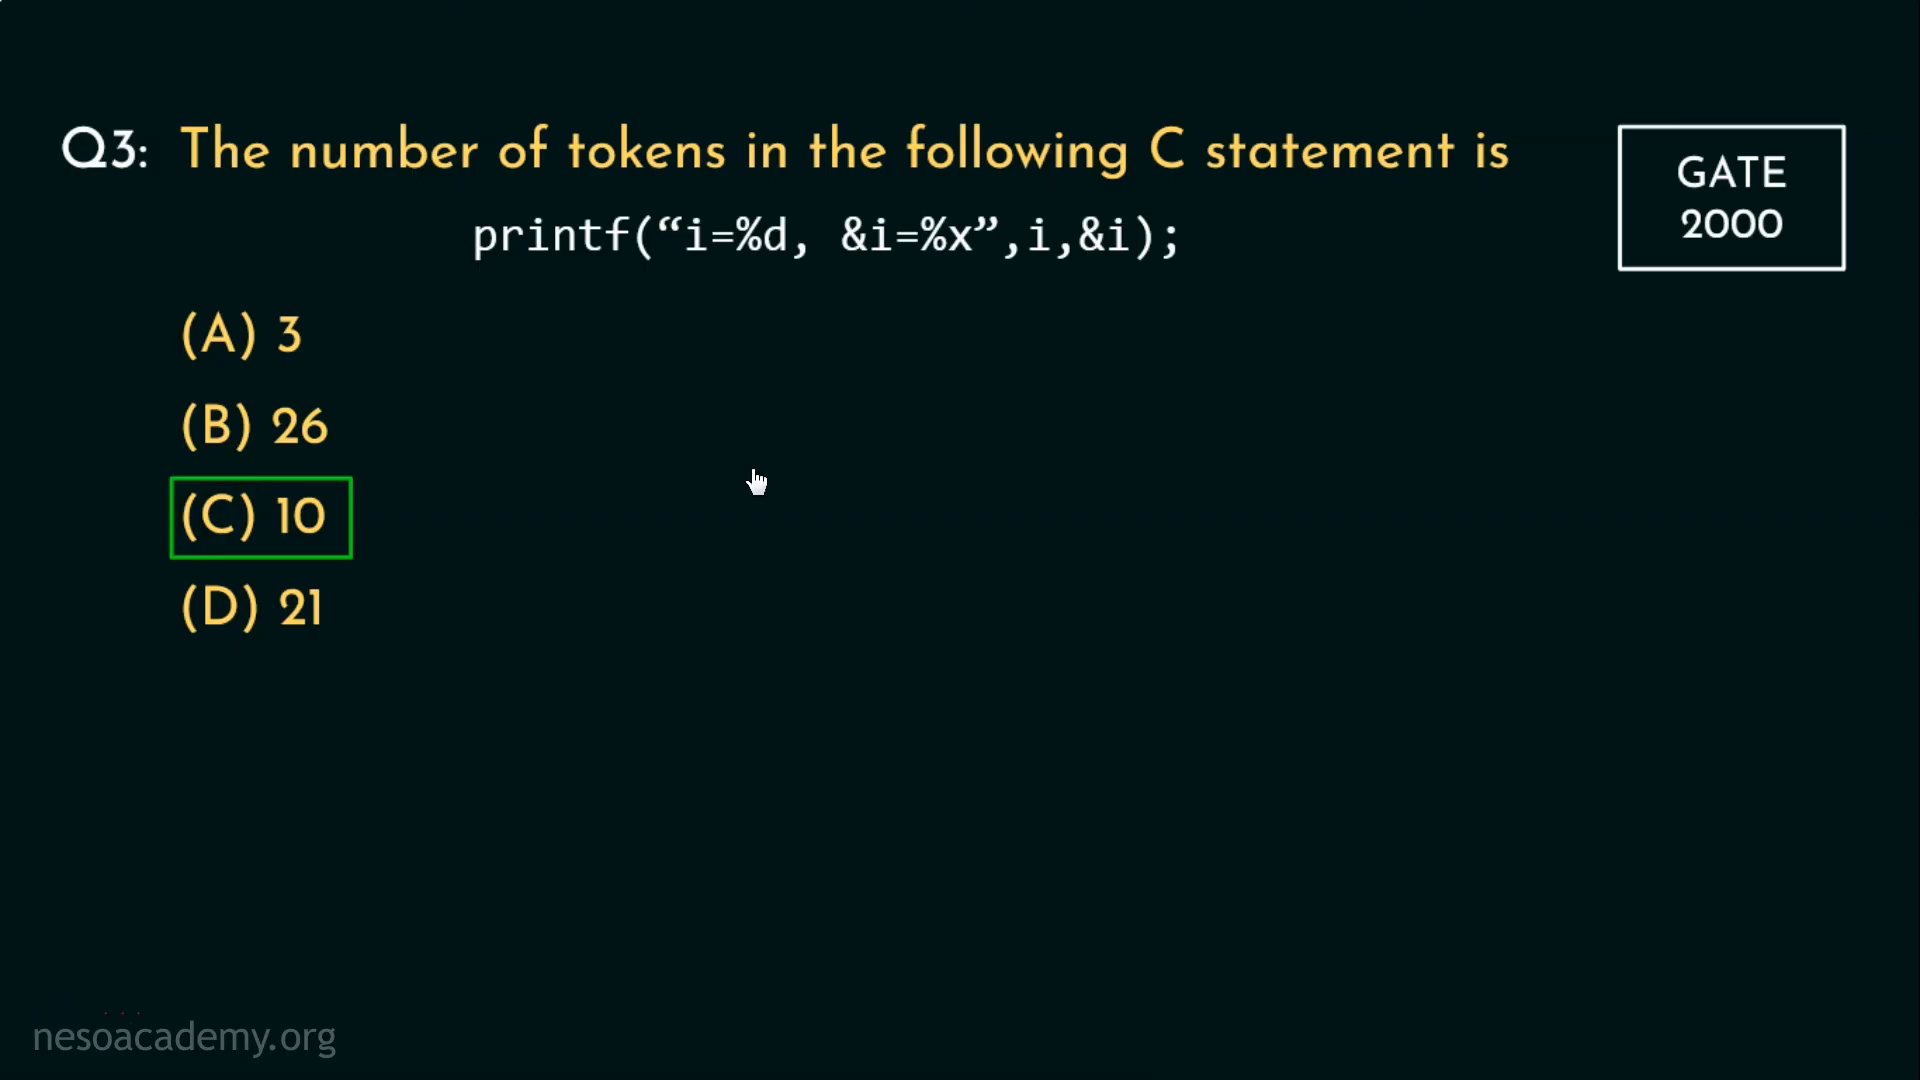 Q3: The number of tokens in the following C statement is
printf(“i=%d, &i=%x”,i,&i);
GATE
2000
(A) 3
(B) 26
(C) 10
(D) 21
nesoacademy.org